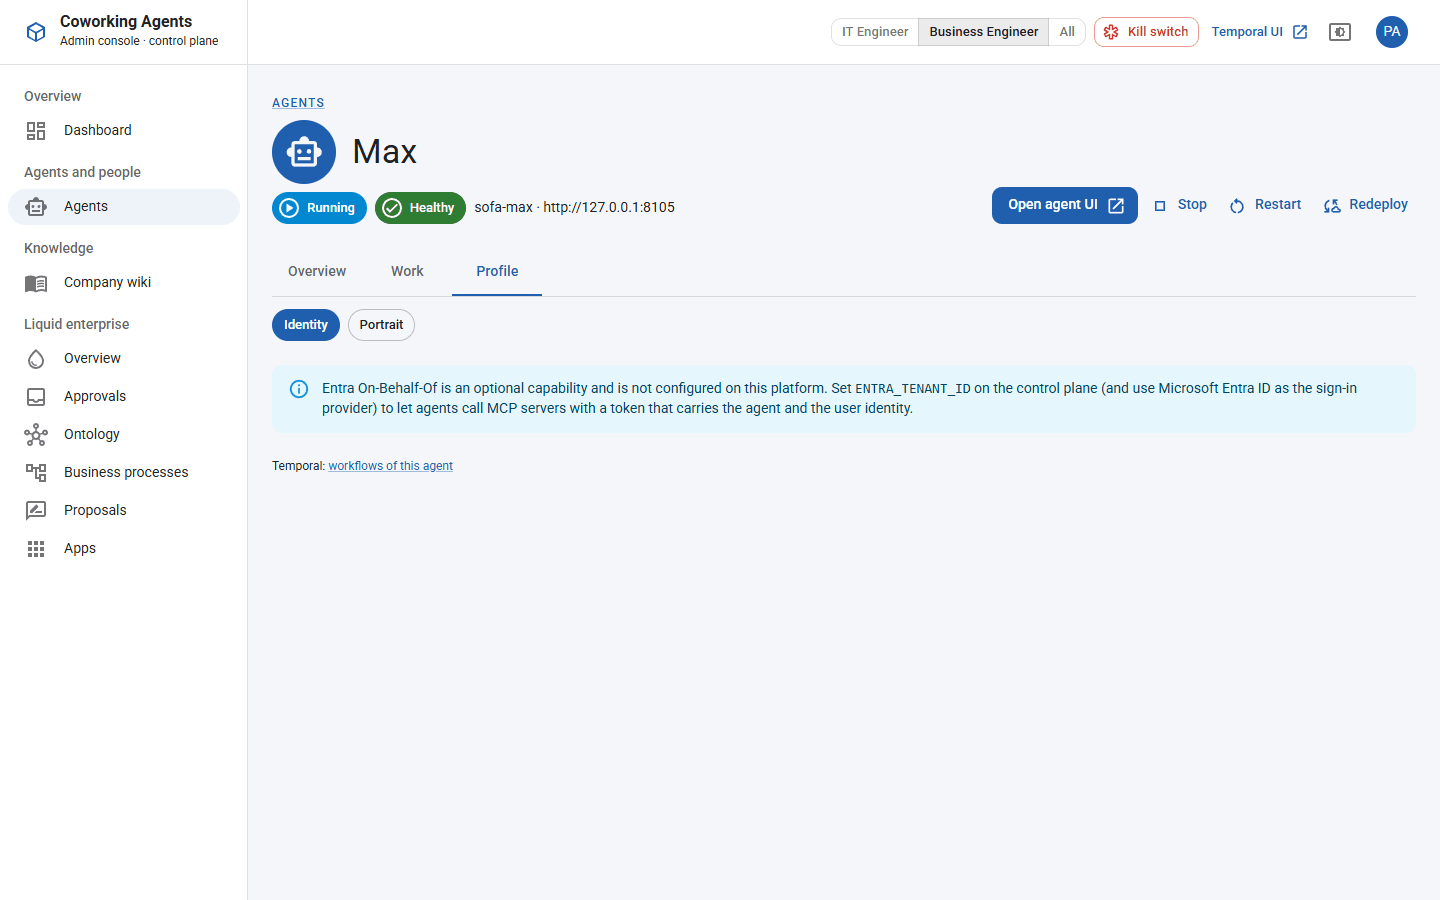 Coworking Agents
Admin console · control plane
IT Engineer
Business Engineer
All
Kill switch
Temporal UI
PA
Overview
Dashboard
Agents and people
Agents
Knowledge
Company wiki
Liquid enterprise
Overview
Approvals
Ontology
Business processes
Proposals
Apps
AGENTS
Max
Running
Healthy
sofa-max · http://127.0.0.1:8105
Open agent UI
Stop
Restart
Redeploy
Overview
Work
Profile
Identity
Portrait
Entra On-Behalf-Of is an optional capability and is not configured on this platform. Set ENTRA_TENANT_ID on the control plane (and use Microsoft Entra ID as the sign-in
provider) to let agents call MCP servers with a token that carries the agent and the user identity.
Temporal: workflows of this agent